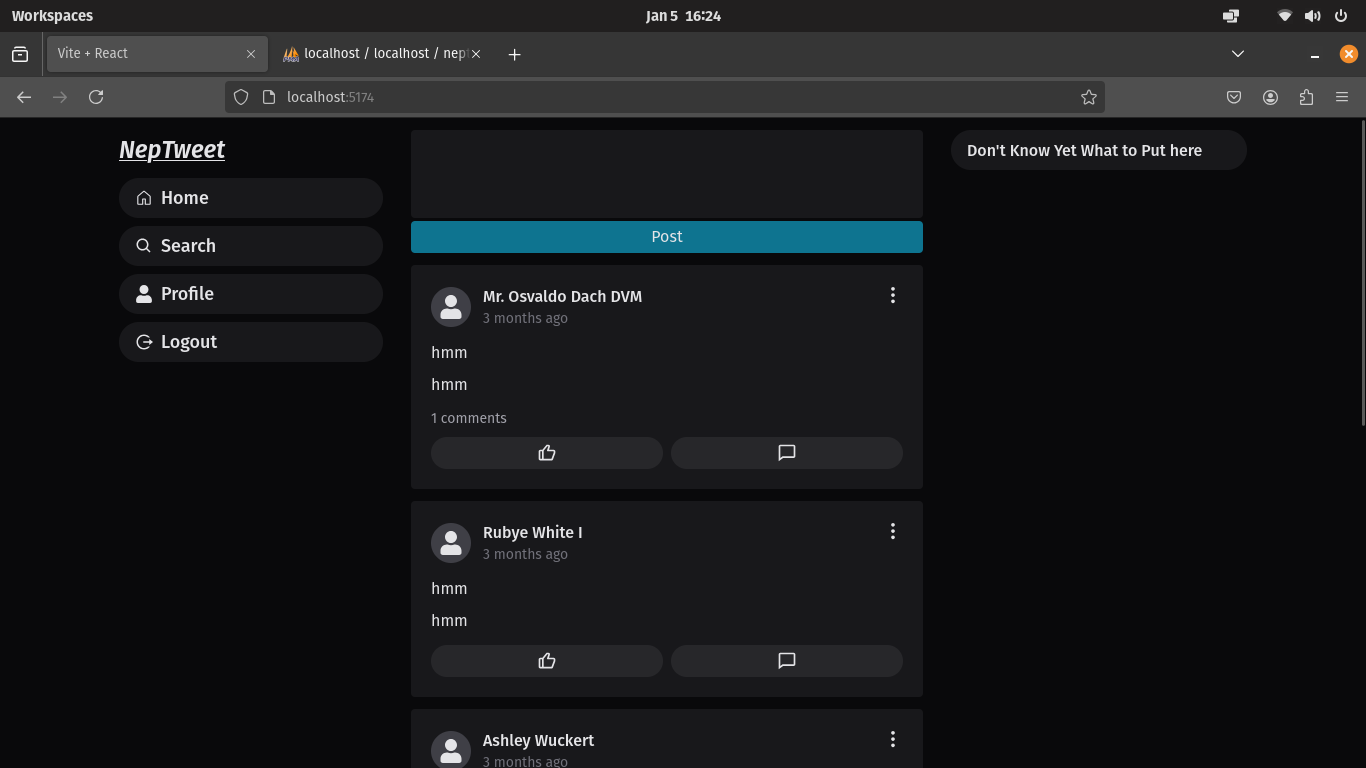 Workspaces
Jan 5 16:24
Vite + React
localhost / localhost / nep
localhost:5174
NepTweet
Home
Search
Profile
Logout
Post
Mr. Osvaldo Dach DVM
3 months ago
hmm
hmm
1 comments
Rubye White I
3 months ago
hmm
hmm
Ashley Wuckert
3 months ago
Don't Know Yet What to Put here